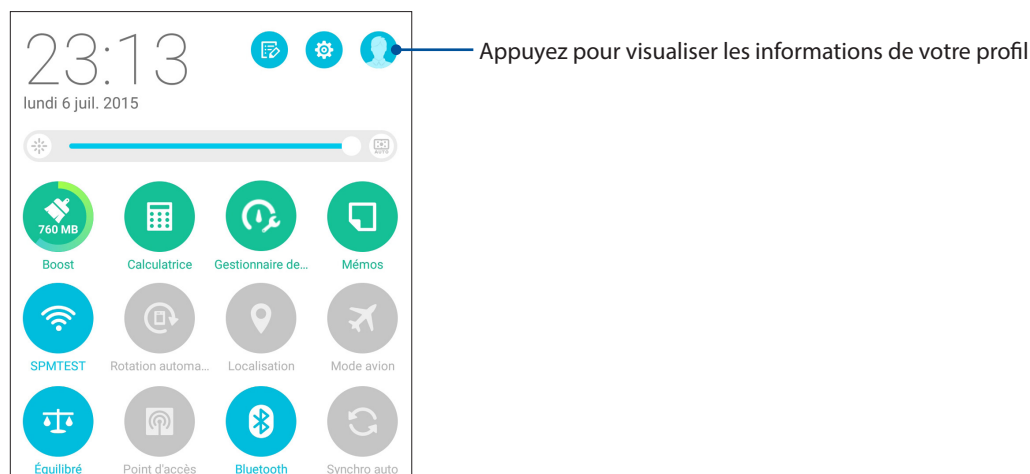 23:13
Appuyez pour visualiser les informations de votre profil
lundi 6 juil. 2015
AUTO
760 MB
Boost
Calculatrice
Gestionnaire de...
Mémos
SPMTEST
Rotation automa...
Localisation
Mode avion
Équilibré
Point d'accès
Bluetooth
Synchro auto